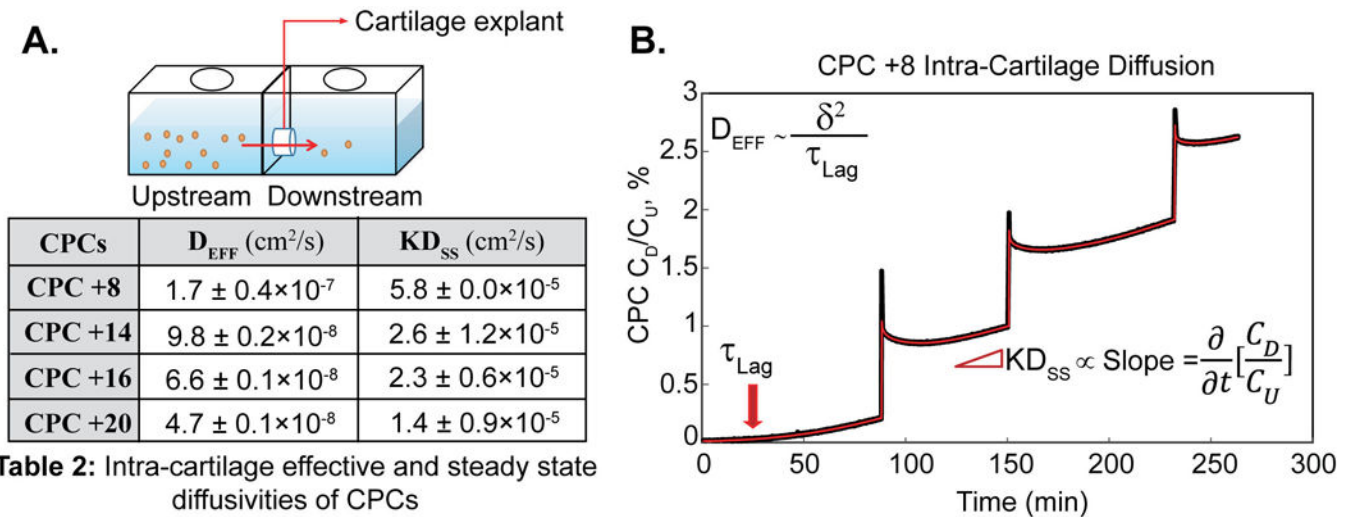 A.
Cartilage explant
Upstream Downstream
CPCs D_EFF (cm²/s) KD_SS (cm²/s)
CPC +8 1.7 ± 0.4×10⁻⁷ 5.8 ± 0.0×10⁻⁵
CPC +14 9.8 ± 0.2×10⁻⁸ 2.6 ± 1.2×10⁻⁵
CPC +16 6.6 ± 0.1×10⁻⁸ 2.3 ± 0.6×10⁻⁵
CPC +20 4.7 ± 0.1×10⁻⁸ 1.4 ± 0.9×10⁻⁵
Table 2: Intra-cartilage effective and steady state
diffusivities of CPCs
B.
CPC +8 Intra-Cartilage Diffusion
D_EFF ~ δ²/τ_Lag
CPC C_D/C_U, %
3
2.5
2
1.5
1
0.5
0
τ_Lag
KD_SS ∝ Slope = ∂/∂t[C_D/C_U]
0 50 100 150 200 250 300
Time (min)